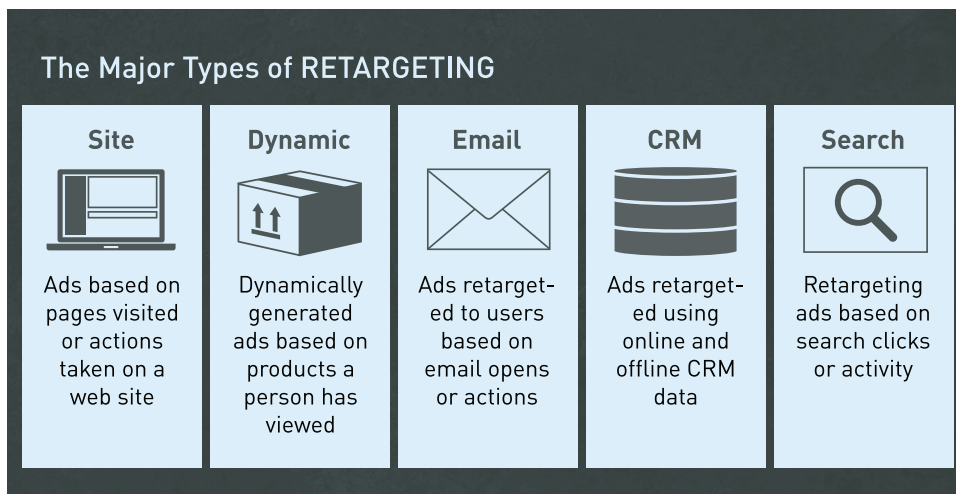 The Major Types of RETARGETING
Site
Ads based on
pages visited
or actions
taken on a
web site
Dynamic
Dynamically
generated
ads based on
products a
person has
viewed
Email
Ads retarget-
ed to users
based on
email opens
or actions
CRM
Ads retarget-
ed using
online and
offline CRM
data
Search
Retargeting
ads based on
search clicks
or activity